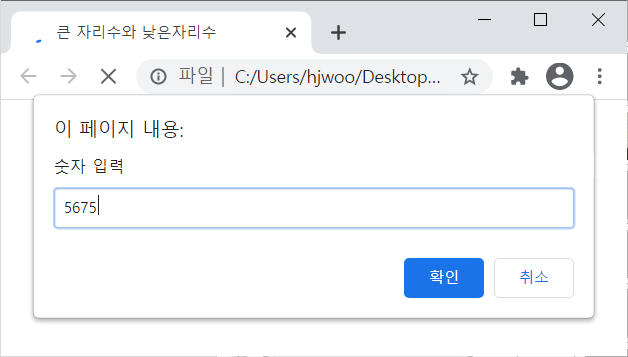 큰 자리수와 낮은자리수
파일 | C:/Users/hjwoo/Desktop...
이 페이지 내용:
숫자 입력
5675
확인 취소